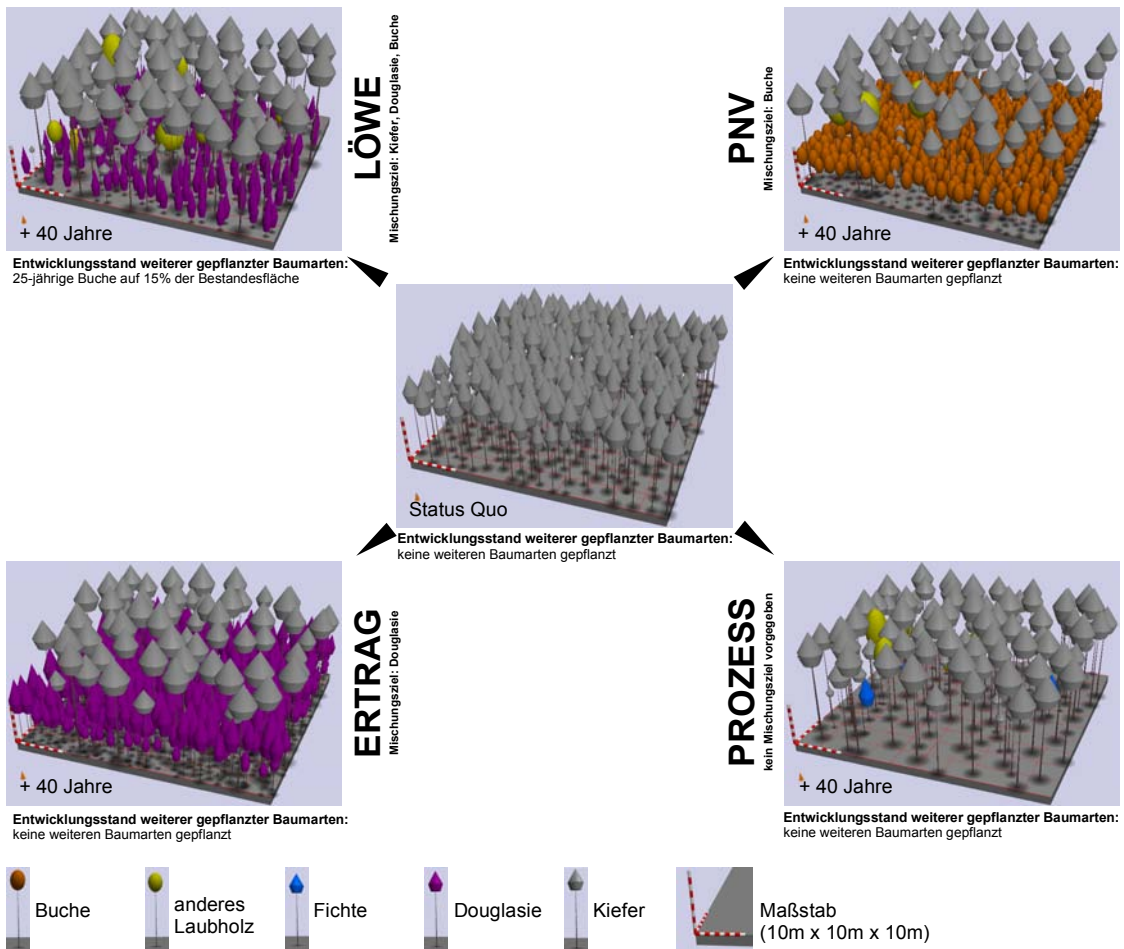 LÖWE
Mischungsziel: Kiefer, Douglasie, Buche
+ 40 Jahre
Entwicklungsstand weiterer gepflanzter Baumarten:
25-jährige Buche auf 15% der Bestandesfläche
PNV
Mischungsziel: Buche
+ 40 Jahre
Entwicklungsstand weiterer gepflanzter Baumarten:
keine weiteren Baumarten gepflanzt
Status Quo
Entwicklungsstand weiterer gepflanzter Baumarten:
keine weiteren Baumarten gepflanzt
ERTRAG
Mischungsziel: Douglasie
+ 40 Jahre
Entwicklungsstand weiterer gepflanzter Baumarten:
keine weiteren Baumarten gepflanzt
PROZESS
kein Mischungsziel vorgegeben
+ 40 Jahre
Entwicklungsstand weiterer gepflanzter Baumarten:
keine weiteren Baumarten gepflanzt
Buche
anderes
Laubholz
Fichte
Douglasie
Kiefer
Maßstab
(10m x 10m x 10m)